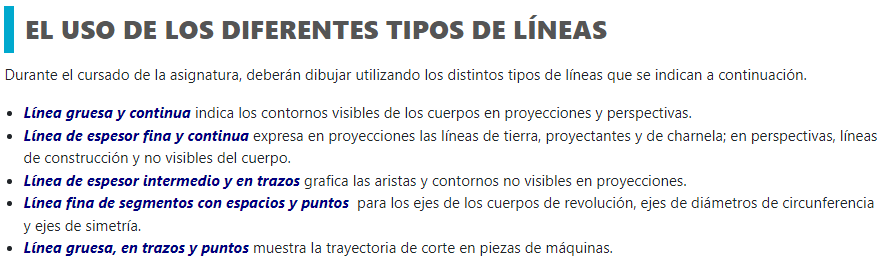 EL USO DE LOS DIFERENTES TIPOS DE LÍNEAS
Durante el cursado de la asignatura, deberán dibujar utilizando los distintos tipos de líneas que se indican a continuación.
• Línea gruesa y continua indica los contornos visibles de los cuerpos en proyecciones y perspectivas.
• Línea de espesor fina y continua expresa en proyecciones las líneas de tierra, proyectantes y de charnela; en perspectivas, líneas
de construcción y no visibles del cuerpo.
• Línea de espesor intermedio y en trazos grafica las aristas y contornos no visibles en proyecciones.
• Línea fina de segmentos con espacios y puntos para los ejes de los cuerpos de revolución, ejes de diámetros de circunferencia
y ejes de simetría.
• Línea gruesa, en trazos y puntos muestra la trayectoria de corte en piezas de máquinas.